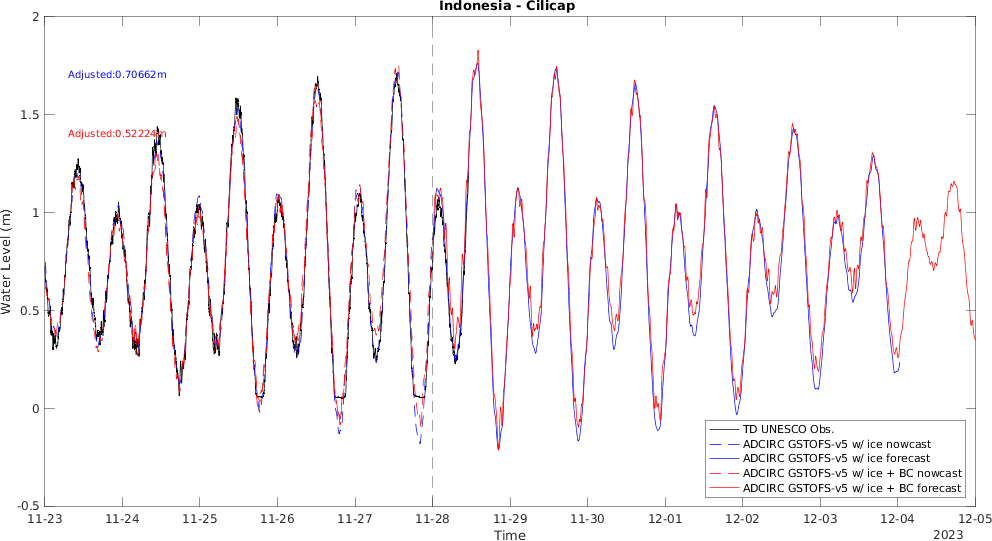 Indonesia - Cilicap
2
1.5
1
0.5
0
-0.5
Water Level (m)
Adjusted:0.70662m
Adjusted:0.52224m
TD UNESCO Obs.
ADCIRC GSTOFS-v5 w/ ice nowcast
ADCIRC GSTOFS-v5 w/ ice forecast
ADCIRC GSTOFS-v5 w/ ice + BC nowcast
ADCIRC GSTOFS-v5 w/ ice + BC forecast
11-23 11-24 11-25 11-26 11-27 11-28 11-29 11-30 12-01 12-02 12-03 12-04 12-05
Time
2023